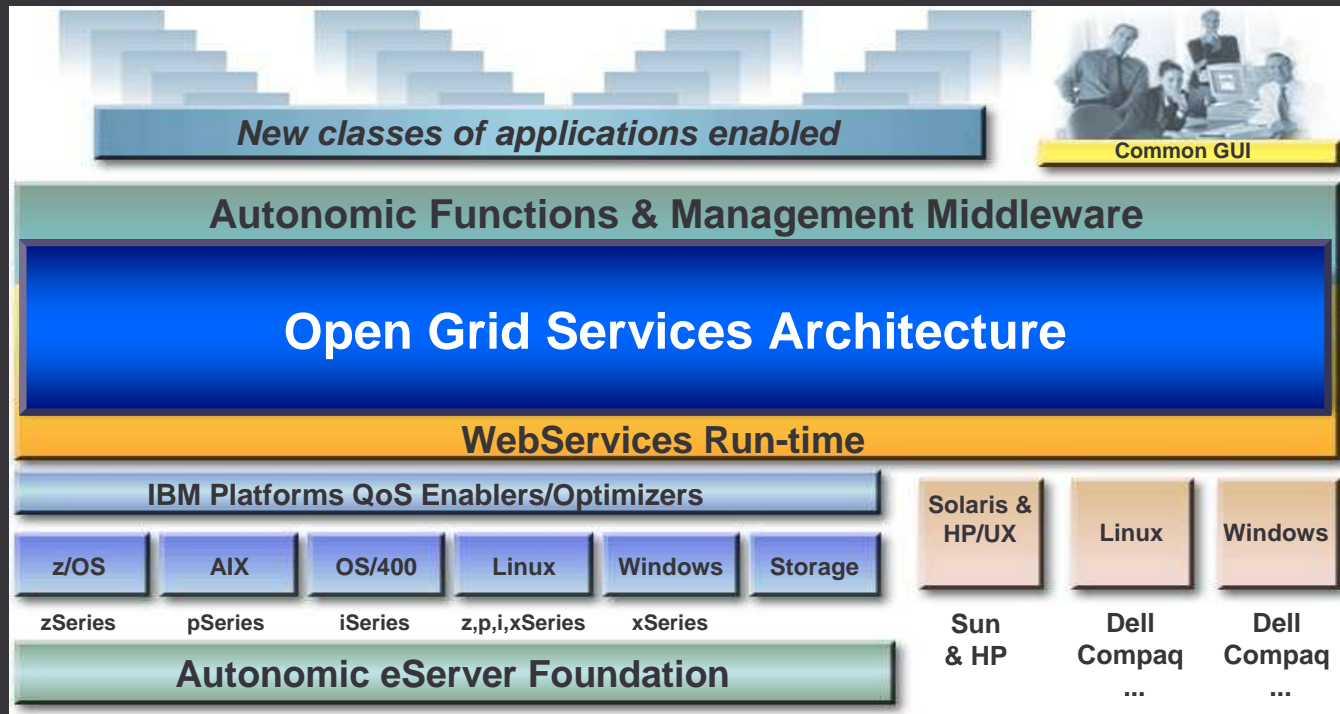 New classes of applications enabled
Common GUI
Autonomic Functions & Management Middleware
Open Grid Services Architecture
WebServices Run-time
IBM Platforms QoS Enablers/Optimizers
z/OS
AIX
OS/400
Linux
Windows
Storage
zSeries
pSeries
iSeries
z,p,i,xSeries
xSeries
Autonomic eServer Foundation
Solaris &
HP/UX
Linux
Windows
Sun
& HP
Dell
Compaq
...
Dell
Compaq
...